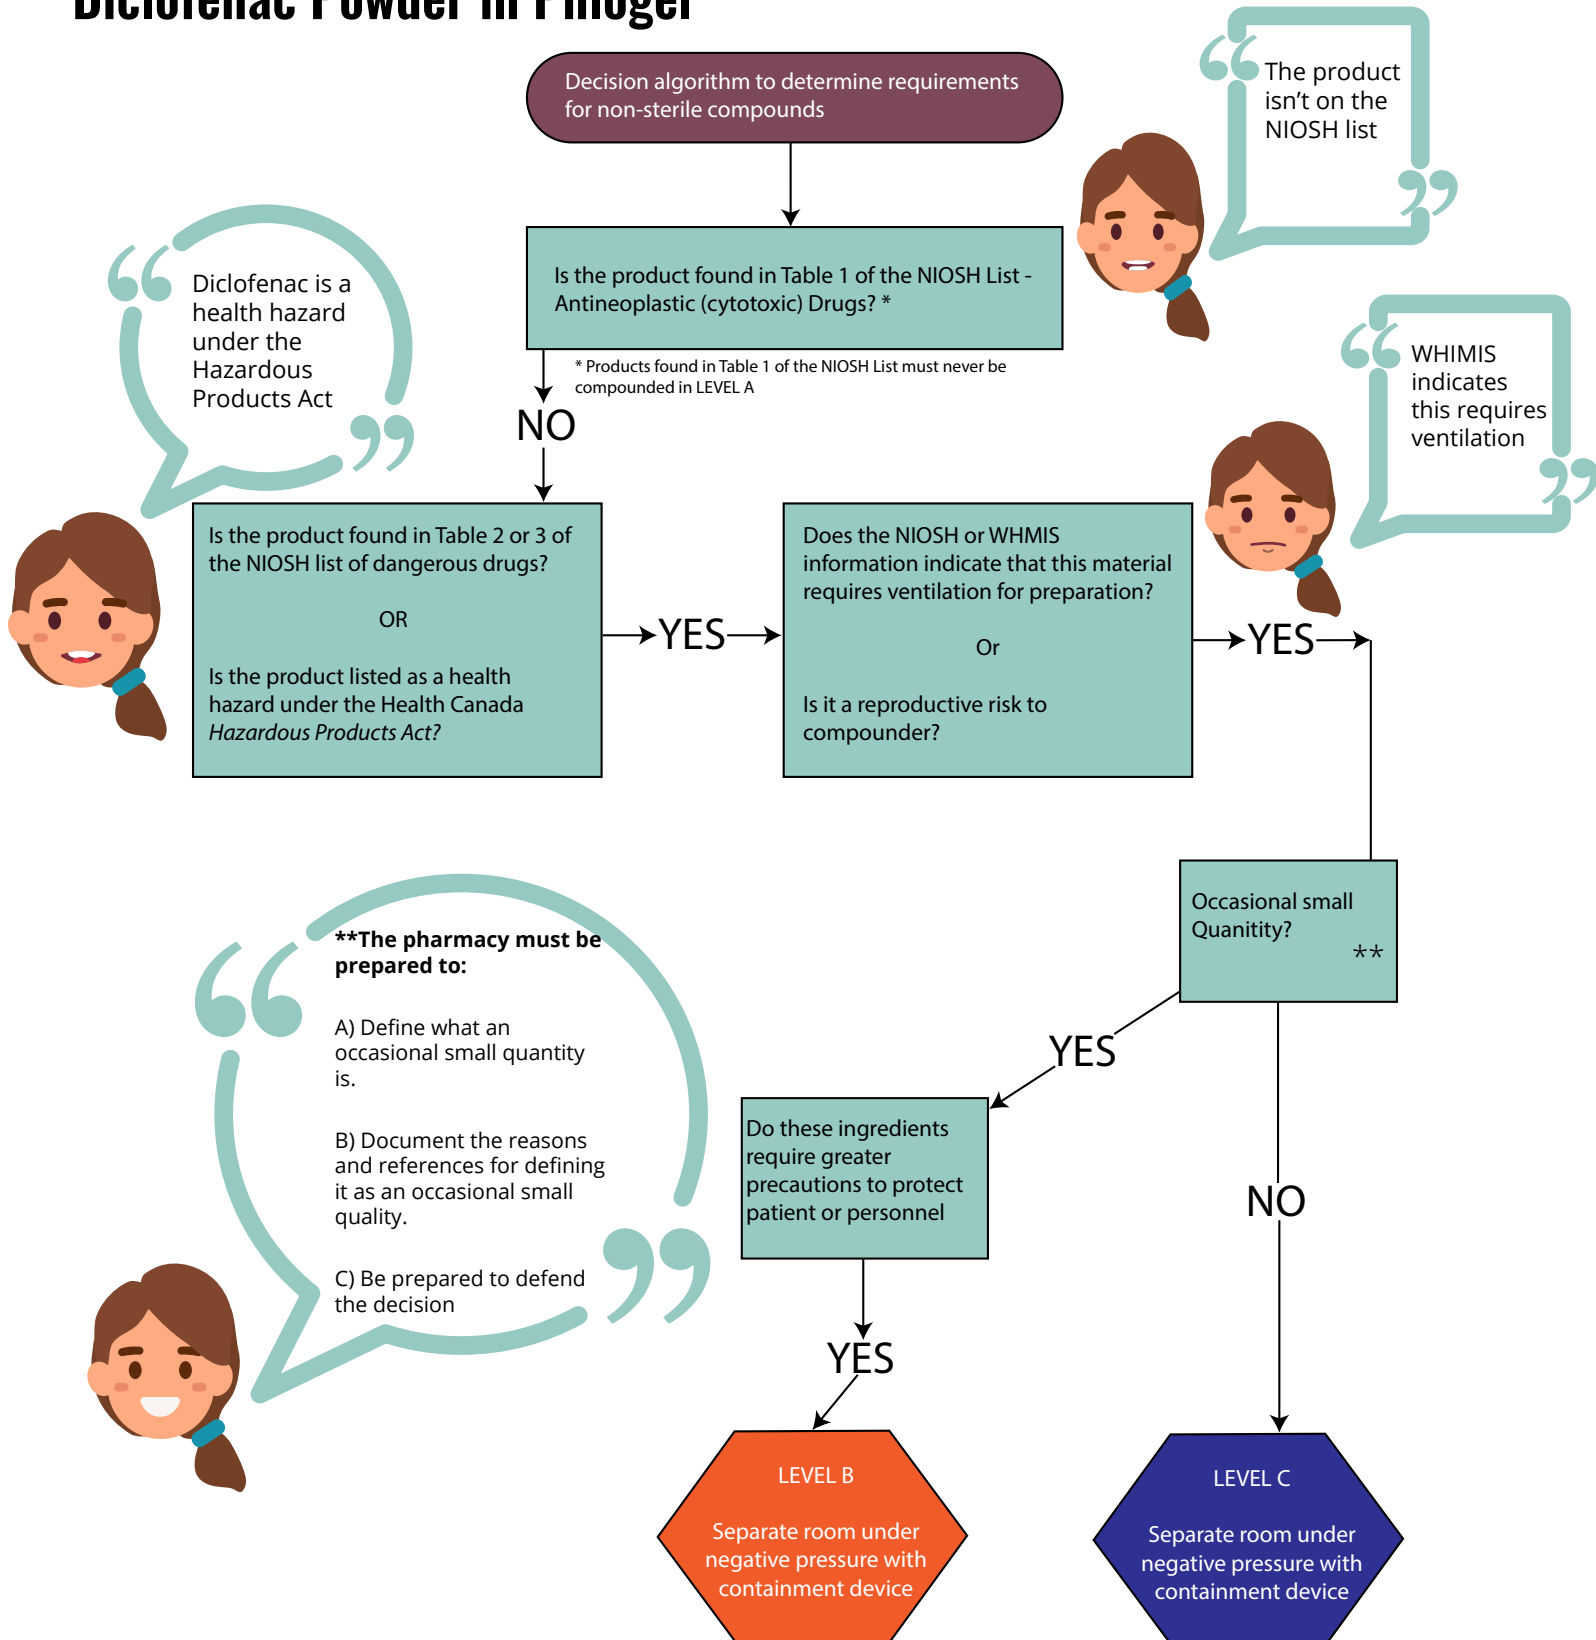 Diclofenac Powder in Phlogel
Decision algorithm to determine requirements
for non-sterile compounds
The product
isn't on the
NIOSH list
Diclofenac is a
health hazard
under the
Hazardous
Products Act
Is the product found in Table 1 of the NIOSH List -
Antineoplastic (cytotoxic) Drugs? *
* Products found in Table 1 of the NIOSH List must never be
compounded in LEVEL A
NO
WHIMIS
indicates
this requires
ventilation
Is the product found in Table 2 or 3 of
the NIOSH list of dangerous drugs?
OR
Is the product listed as a health
hazard under the Health Canada
Hazardous Products Act?
YES
Does the NIOSH or WHMIS
information indicate that this material
requires ventilation for preparation?
Or
Is it a reproductive risk to
compounder?
YES
Occasional small
Quanitity?
**
**The pharmacy must be
prepared to:
A) Define what an
occasional small quantity
is.
B) Document the reasons
and references for defining
it as an occasional small
quality.
C) Be prepared to defend
the decision
YES
Do these ingredients
require greater
precautions to protect
patient or personnel
NO
YES
LEVEL B
Separate room under
negative pressure with
containment device
LEVEL C
Separate room under
negative pressure with
containment device